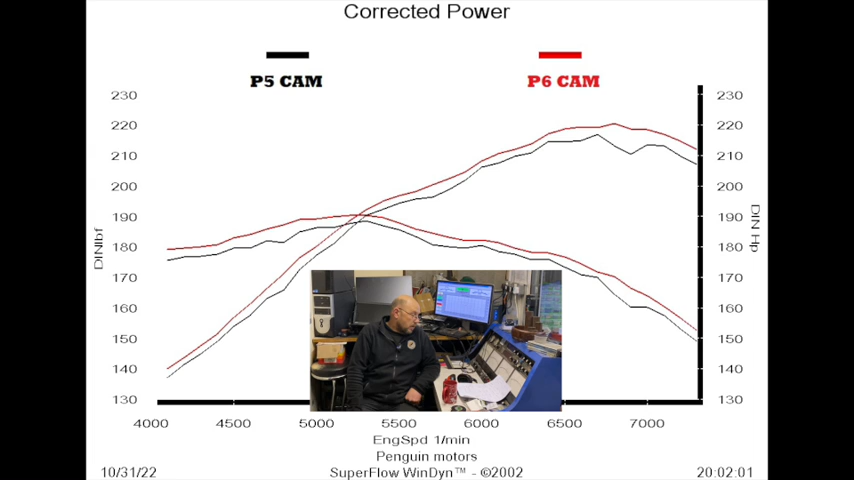 Corrected Power
P5 CAM
P6 CAM
230
220
210
200
190
180
170
160
150
140
130
DINlbf
230
220
210
200
190
180
170
160
150
140
130
DIN Hp
4000 4500 5000 5500 6000 6500 7000
EngSpd 1/min
Penguin motors
10/31/22 SuperFlow WinDyn™ - ©2002 20:02:01